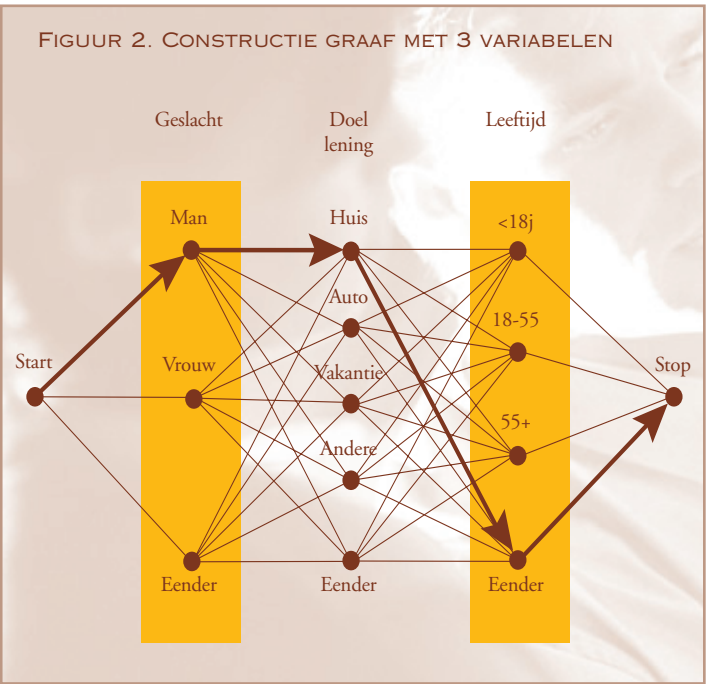 FIGUUR 2. CONSTRUCTIE GRAAF MET 3 VARIABELEN
Geslacht
Doel
lening
Leeftijd
Man
Huis
<18j
Auto
18-55
Start
Vrouw
Vakantie
Stop
55+
Andere
Eender
Eender
Eender